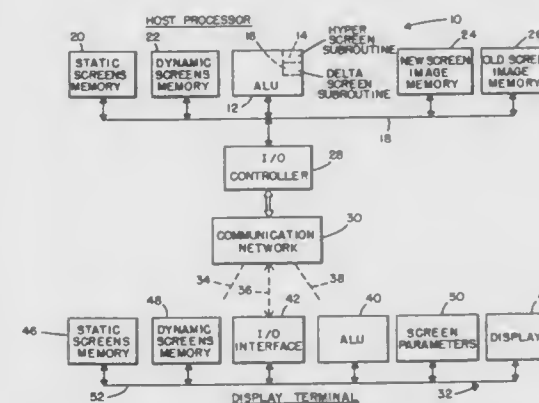 HOST PROCESSOR
10
20
22
16
14
HYPER
SCREEN
SUBROUTINE
24
STATIC
SCREENS
MEMORY
DYNAMIC
SCREENS
MEMORY
ALU
DELTA
SCREEN
SUBROUTINE
NEW SCREEN
IMAGE
MEMORY
OLD SCREEN
IMAGE
MEMORY
12
18
I/O
CONTROLLER
28
COMMUNICATION
NETWORK
30
34
36
38
42
40
50
46
48
STATIC
SCREENS
MEMORY
DYNAMIC
SCREENS
MEMORY
I/O
INTERFACE
ALU
SCREEN
PARAMETERS
DISPLAY
52
DISPLAY TERMINAL
32